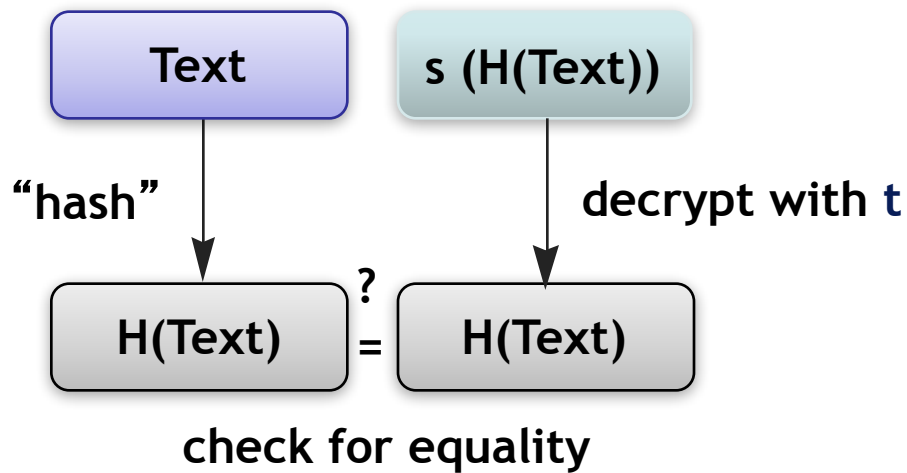 Text
s (H(Text))
“hash”
decrypt with t
?
H(Text)
=
H(Text)
check for equality